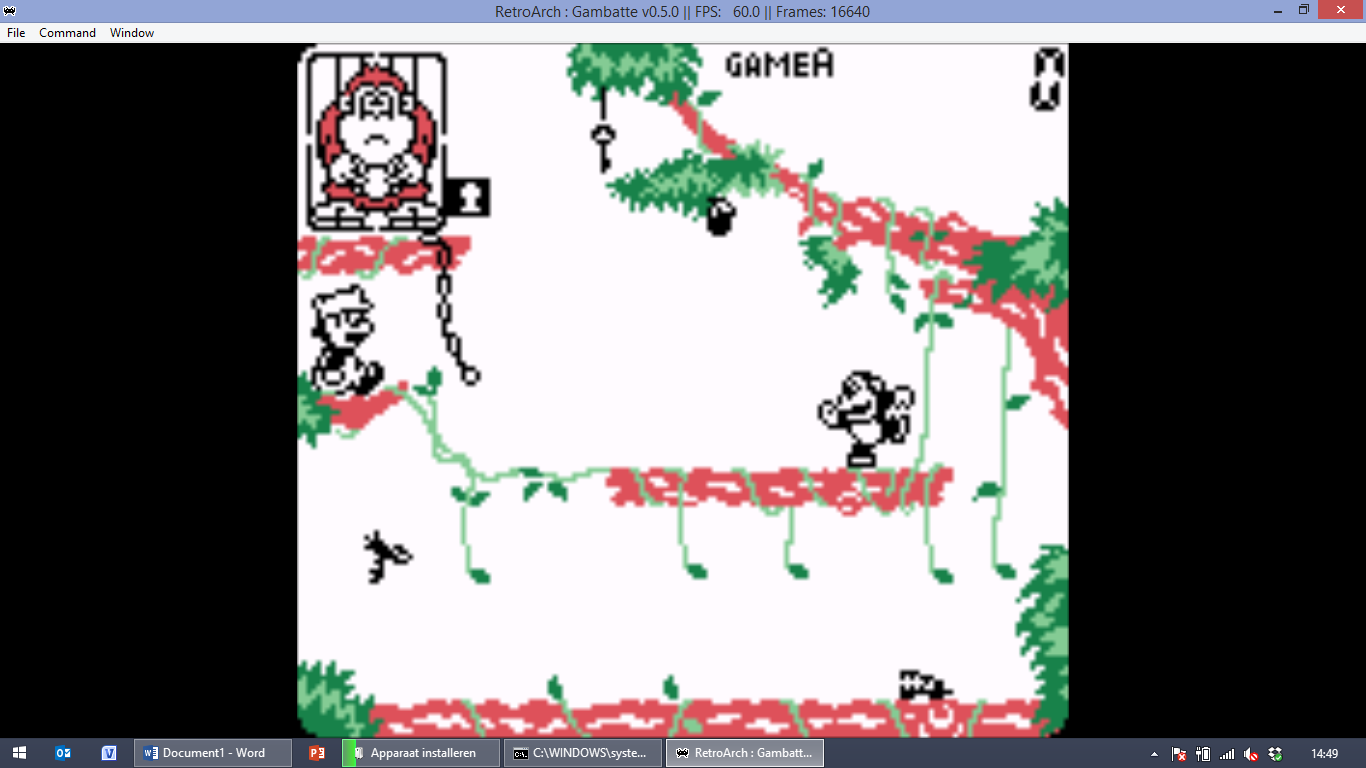 RetroArch : Gambatte v0.5.0 || FPS: 60.0 || Frames: 16640
File Command Window
GAMEA
0
Document1 - Word
Apparaat installeren
C:\WINDOWS\syste...
RetroArch : Gambatt...
14:49